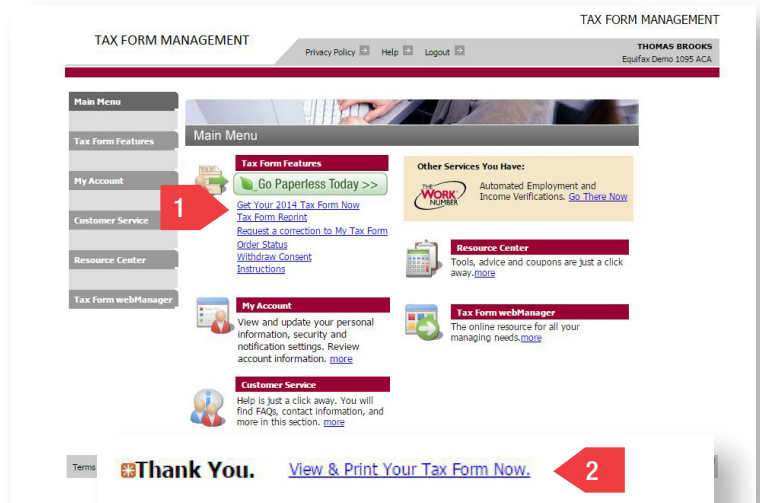 TAX FORM MANAGEMENT
TAX FORM MANAGEMENT
Privacy Policy Help Logout
THOMAS BROOKS
Equifax Demo 1095 ACA
Main Menu
Tax Form Features
My Account
Customer Service
Resource Center
Tax Form webManager
Main Menu
Tax Form Features
Go Paperless Today >>
1
Get Your 2014 Tax Form Now
Tax Form Reprint
Request a correction to My Tax Form
Order Status
Withdraw Consent
Instructions
My Account
View and update your personal
information, security and
notification settings. Review
account information. more
Customer Service
Help is just a click away. You will
find FAQs, contact information, and
more in this section. more
Other Services You Have:
THE WORK NUMBER
Automated Employment and
Income Verifications. Go There Now
Resource Center
Tools, advice and coupons are just a click
away.more
Tax Form webManager
The online resource for all your
managing needs.more
Terms
Thank You. View & Print Your Tax Form Now. 2